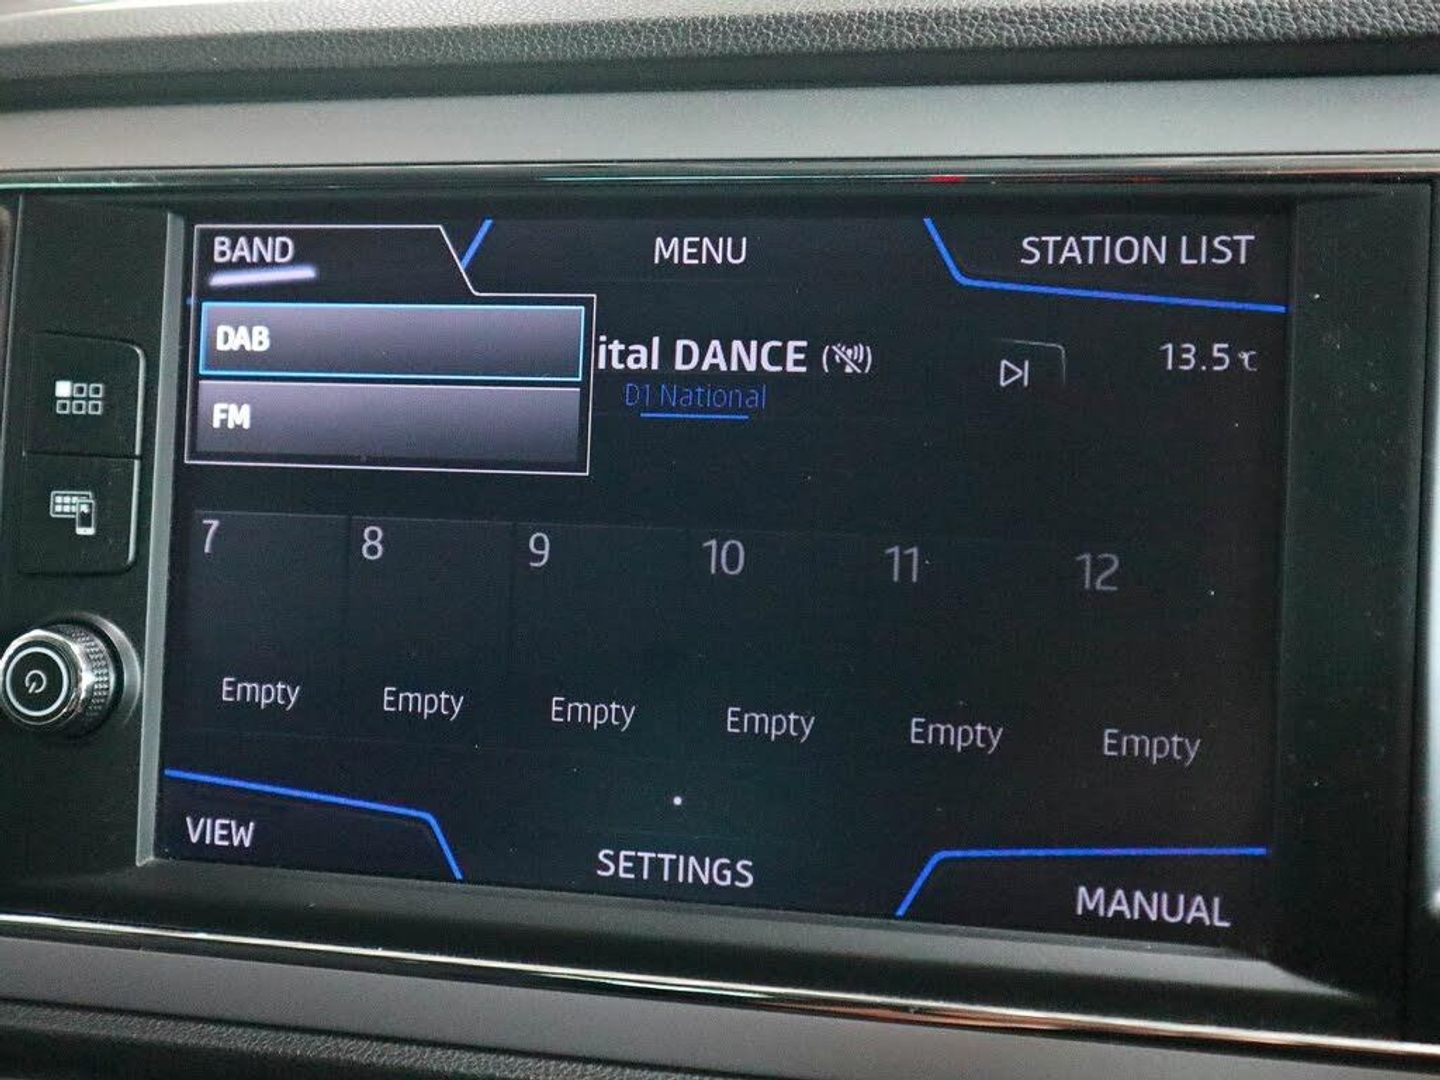 BAND MENU STATION LIST
DAB
ital DANCE 13.5°C
D1 National
FM
7 8 9 10 11 12
Empty Empty Empty Empty Empty Empty
VIEW SETTINGS MANUAL